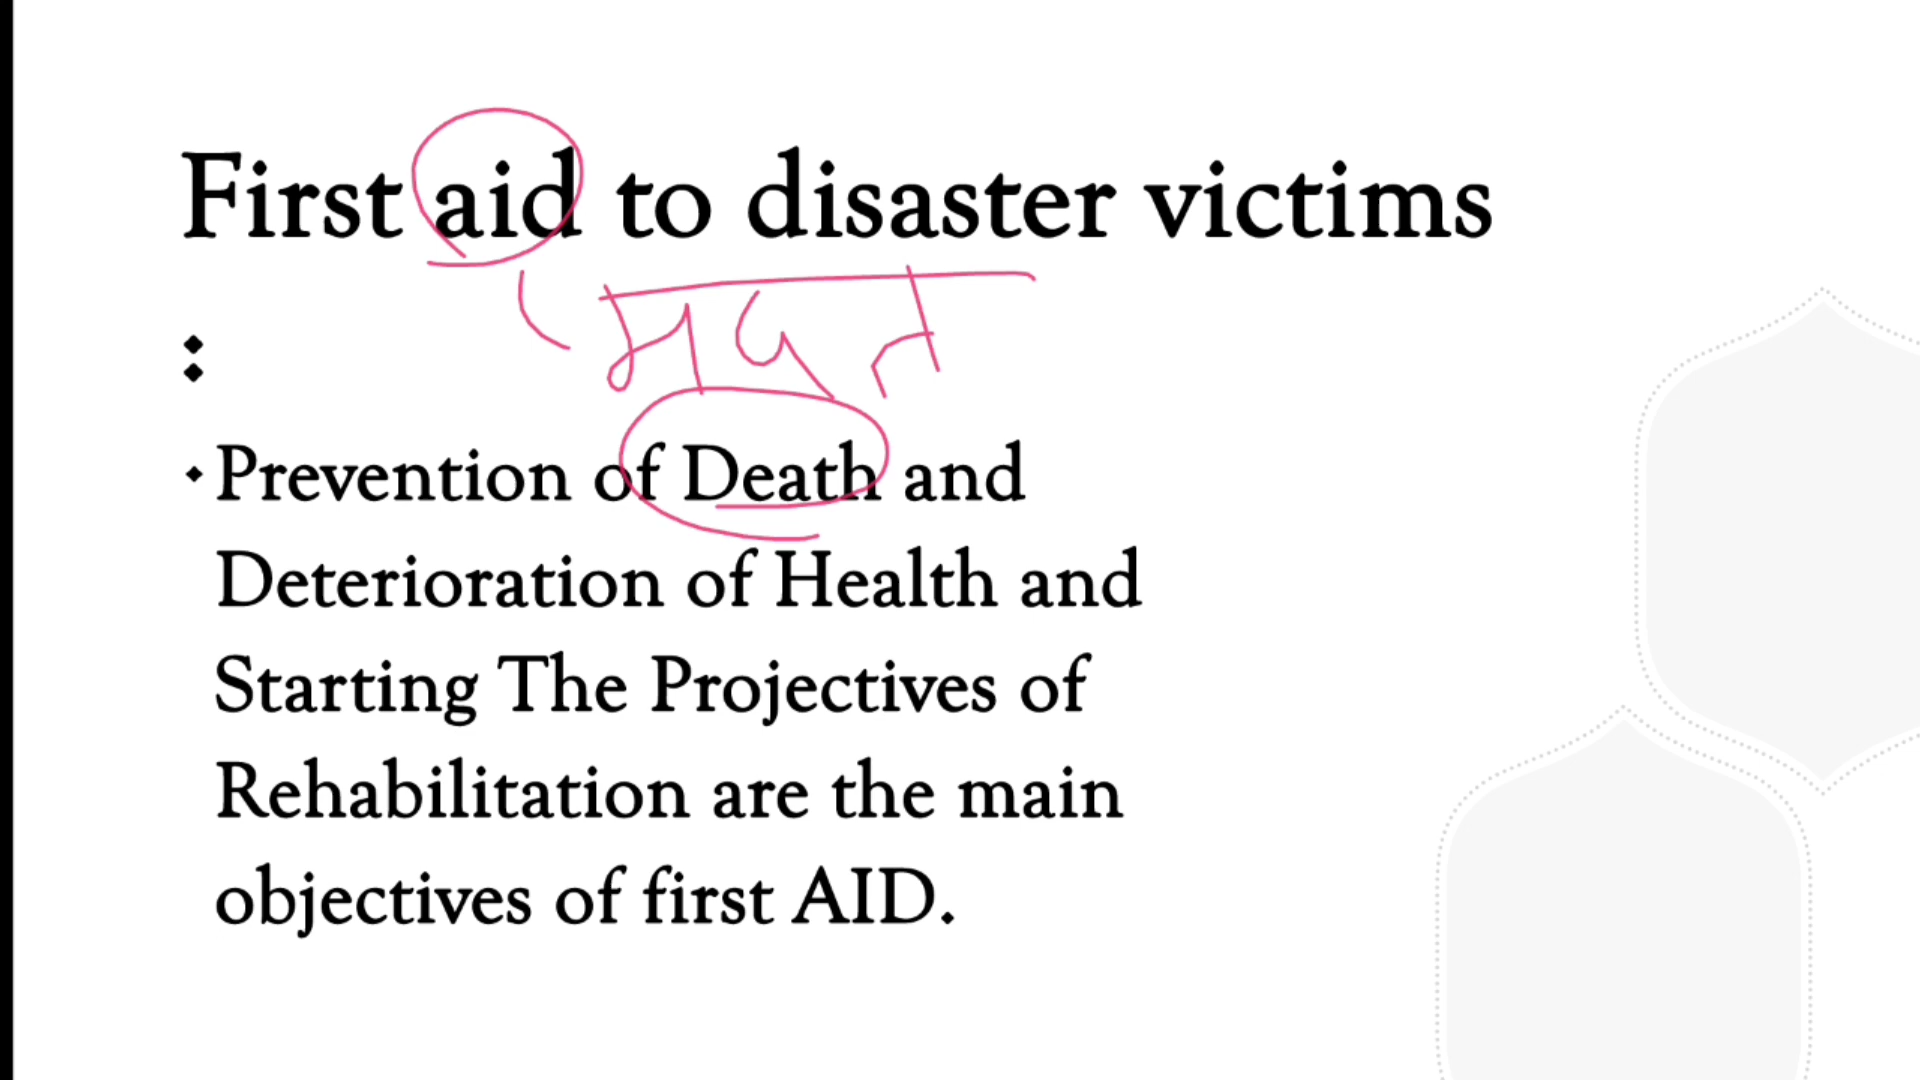 First aid to disaster victims
मदत
:
Prevention of Death and
Deterioration of Health and
Starting The Projectives of
Rehabilitation are the main
objectives of first AID.